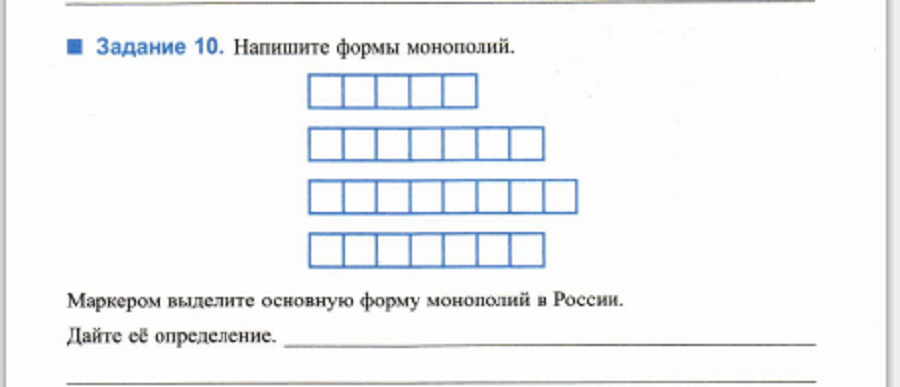 Задание 10. Напишите формы монополий.
Маркером выделите основную форму монополий в России.
Дайте её определение.